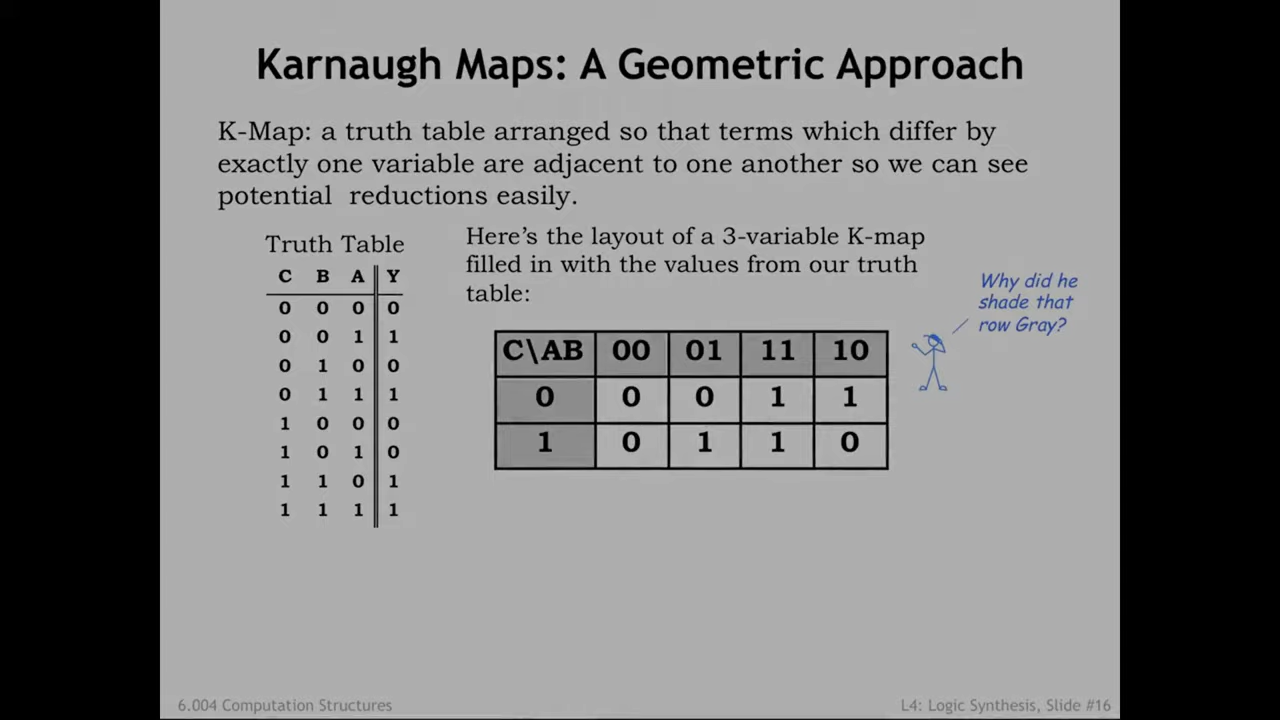 Karnaugh Maps: A Geometric Approach
K-Map: a truth table arranged so that terms which differ by
exactly one variable are adjacent to one another so we can see
potential reductions easily.
Truth Table
C B A Y
0 0 0 0
0 0 1 1
0 1 0 0
0 1 1 1
1 0 0 0
1 0 1 0
1 1 0 1
1 1 1 1
Here's the layout of a 3-variable K-map
filled in with the values from our truth
table:
C\AB 00 01 11 10
0 0 0 1 1
1 0 1 1 0
Why did he
shade that
row Gray?
6.004 Computation Structures
L4: Logic Synthesis, Slide #16